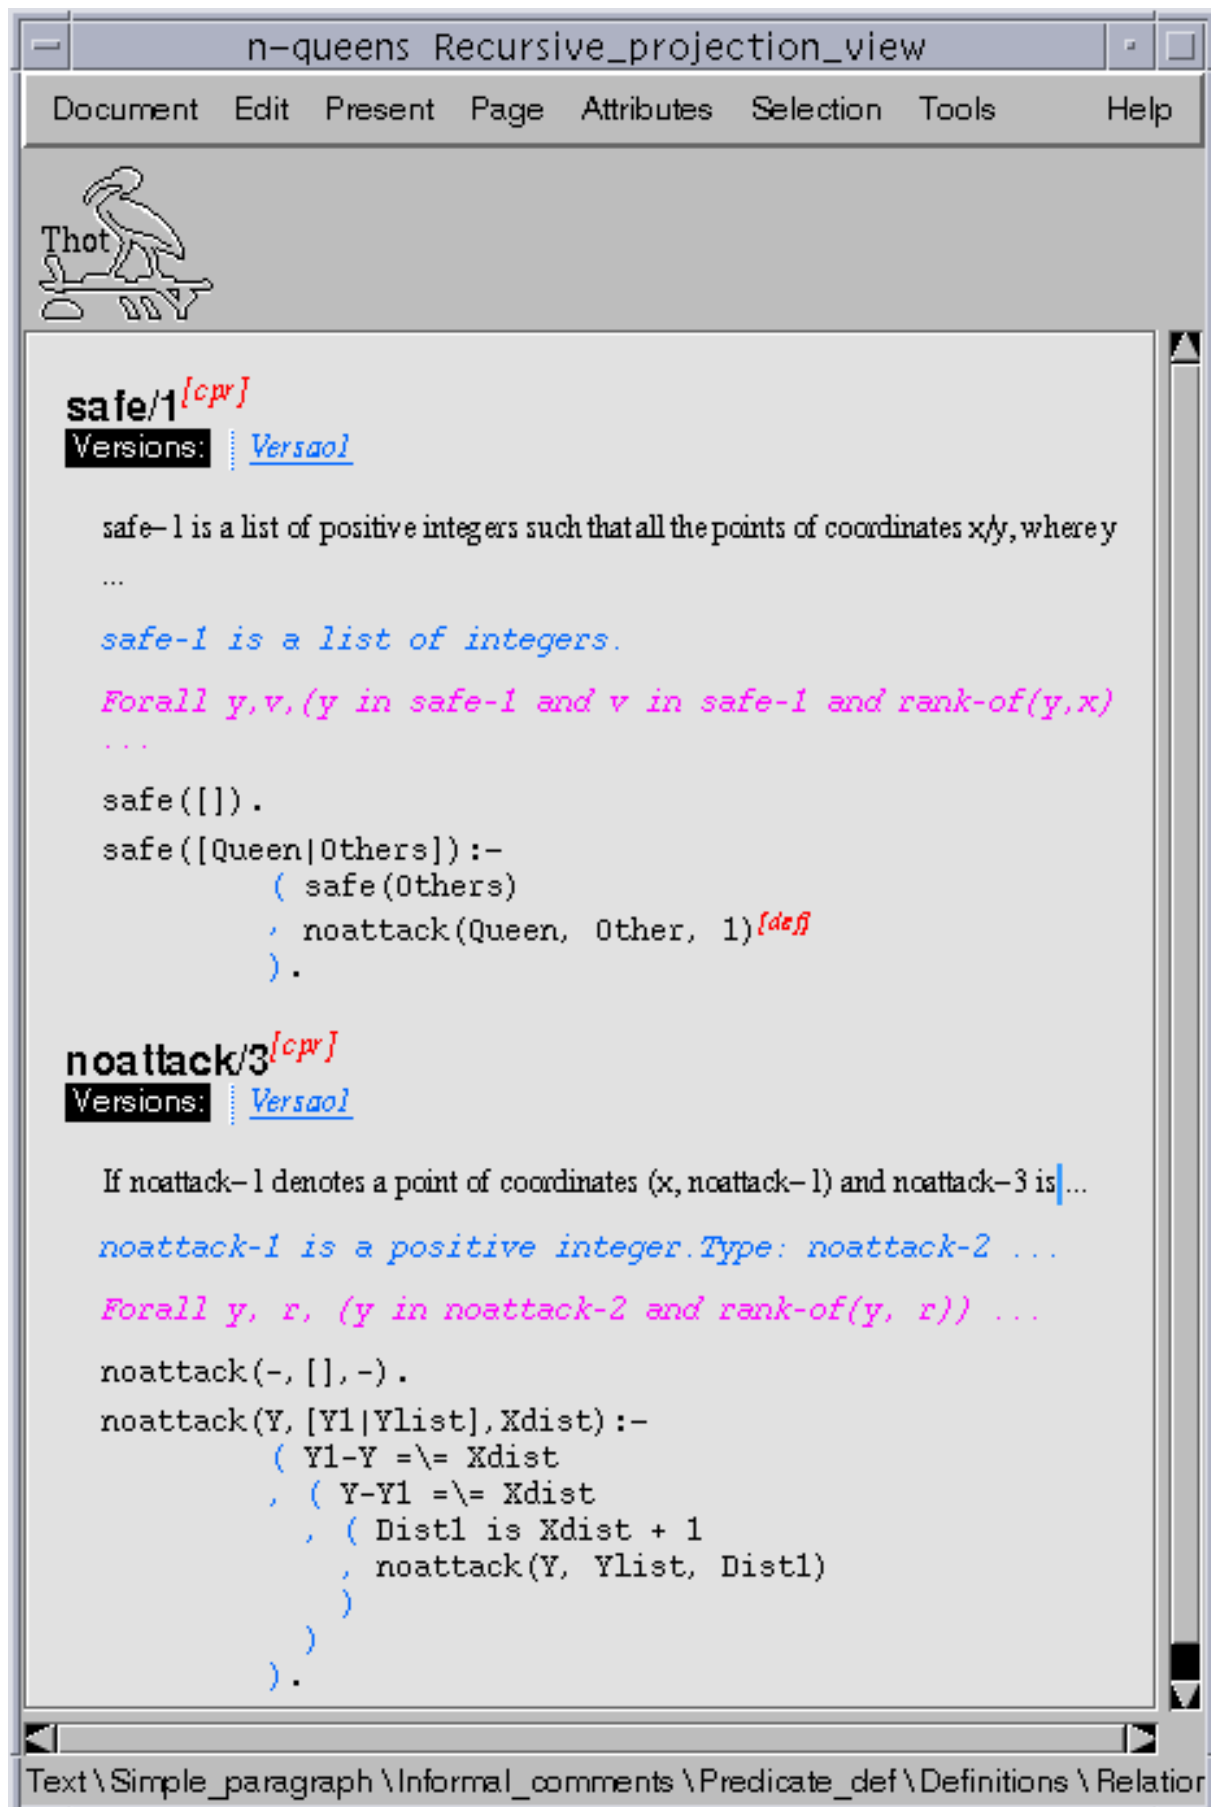 n-queens Recursive_projection_view
Document Edit Present Page Attributes Selection Tools Help
Thot
safe/1[cpr]
Versions: Versao1
safe-1 is a list of positive integers such that all the points of coordinates x/y, where y
...
safe-1 is a list of integers.
Forall y,v,(y in safe-1 and v in safe-1 and rank-of(y,x)
...
safe([]).
safe([Queen|Others]):-
( safe(Others)
, noattack(Queen, Other, 1)[def]
).
noattack/3[cpr]
Versions: Versao1
If noattack-1 denotes a point of coordinates (x, noattack-1) and noattack-3 is ...
noattack-1 is a positive integer.Type: noattack-2 ...
Forall y, r, (y in noattack-2 and rank-of(y, r)) ...
noattack(-,[],-).
noattack(Y,[Y1|Ylist],Xdist):-
( Y1-Y =\= Xdist
, ( Y-Y1 =\= Xdist
, ( Dist1 is Xdist + 1
, noattack(Y, Ylist, Dist1)
)
)
).
Text\Simple_paragraph\Informal_comments\Predicate_def\Definitions\Relation